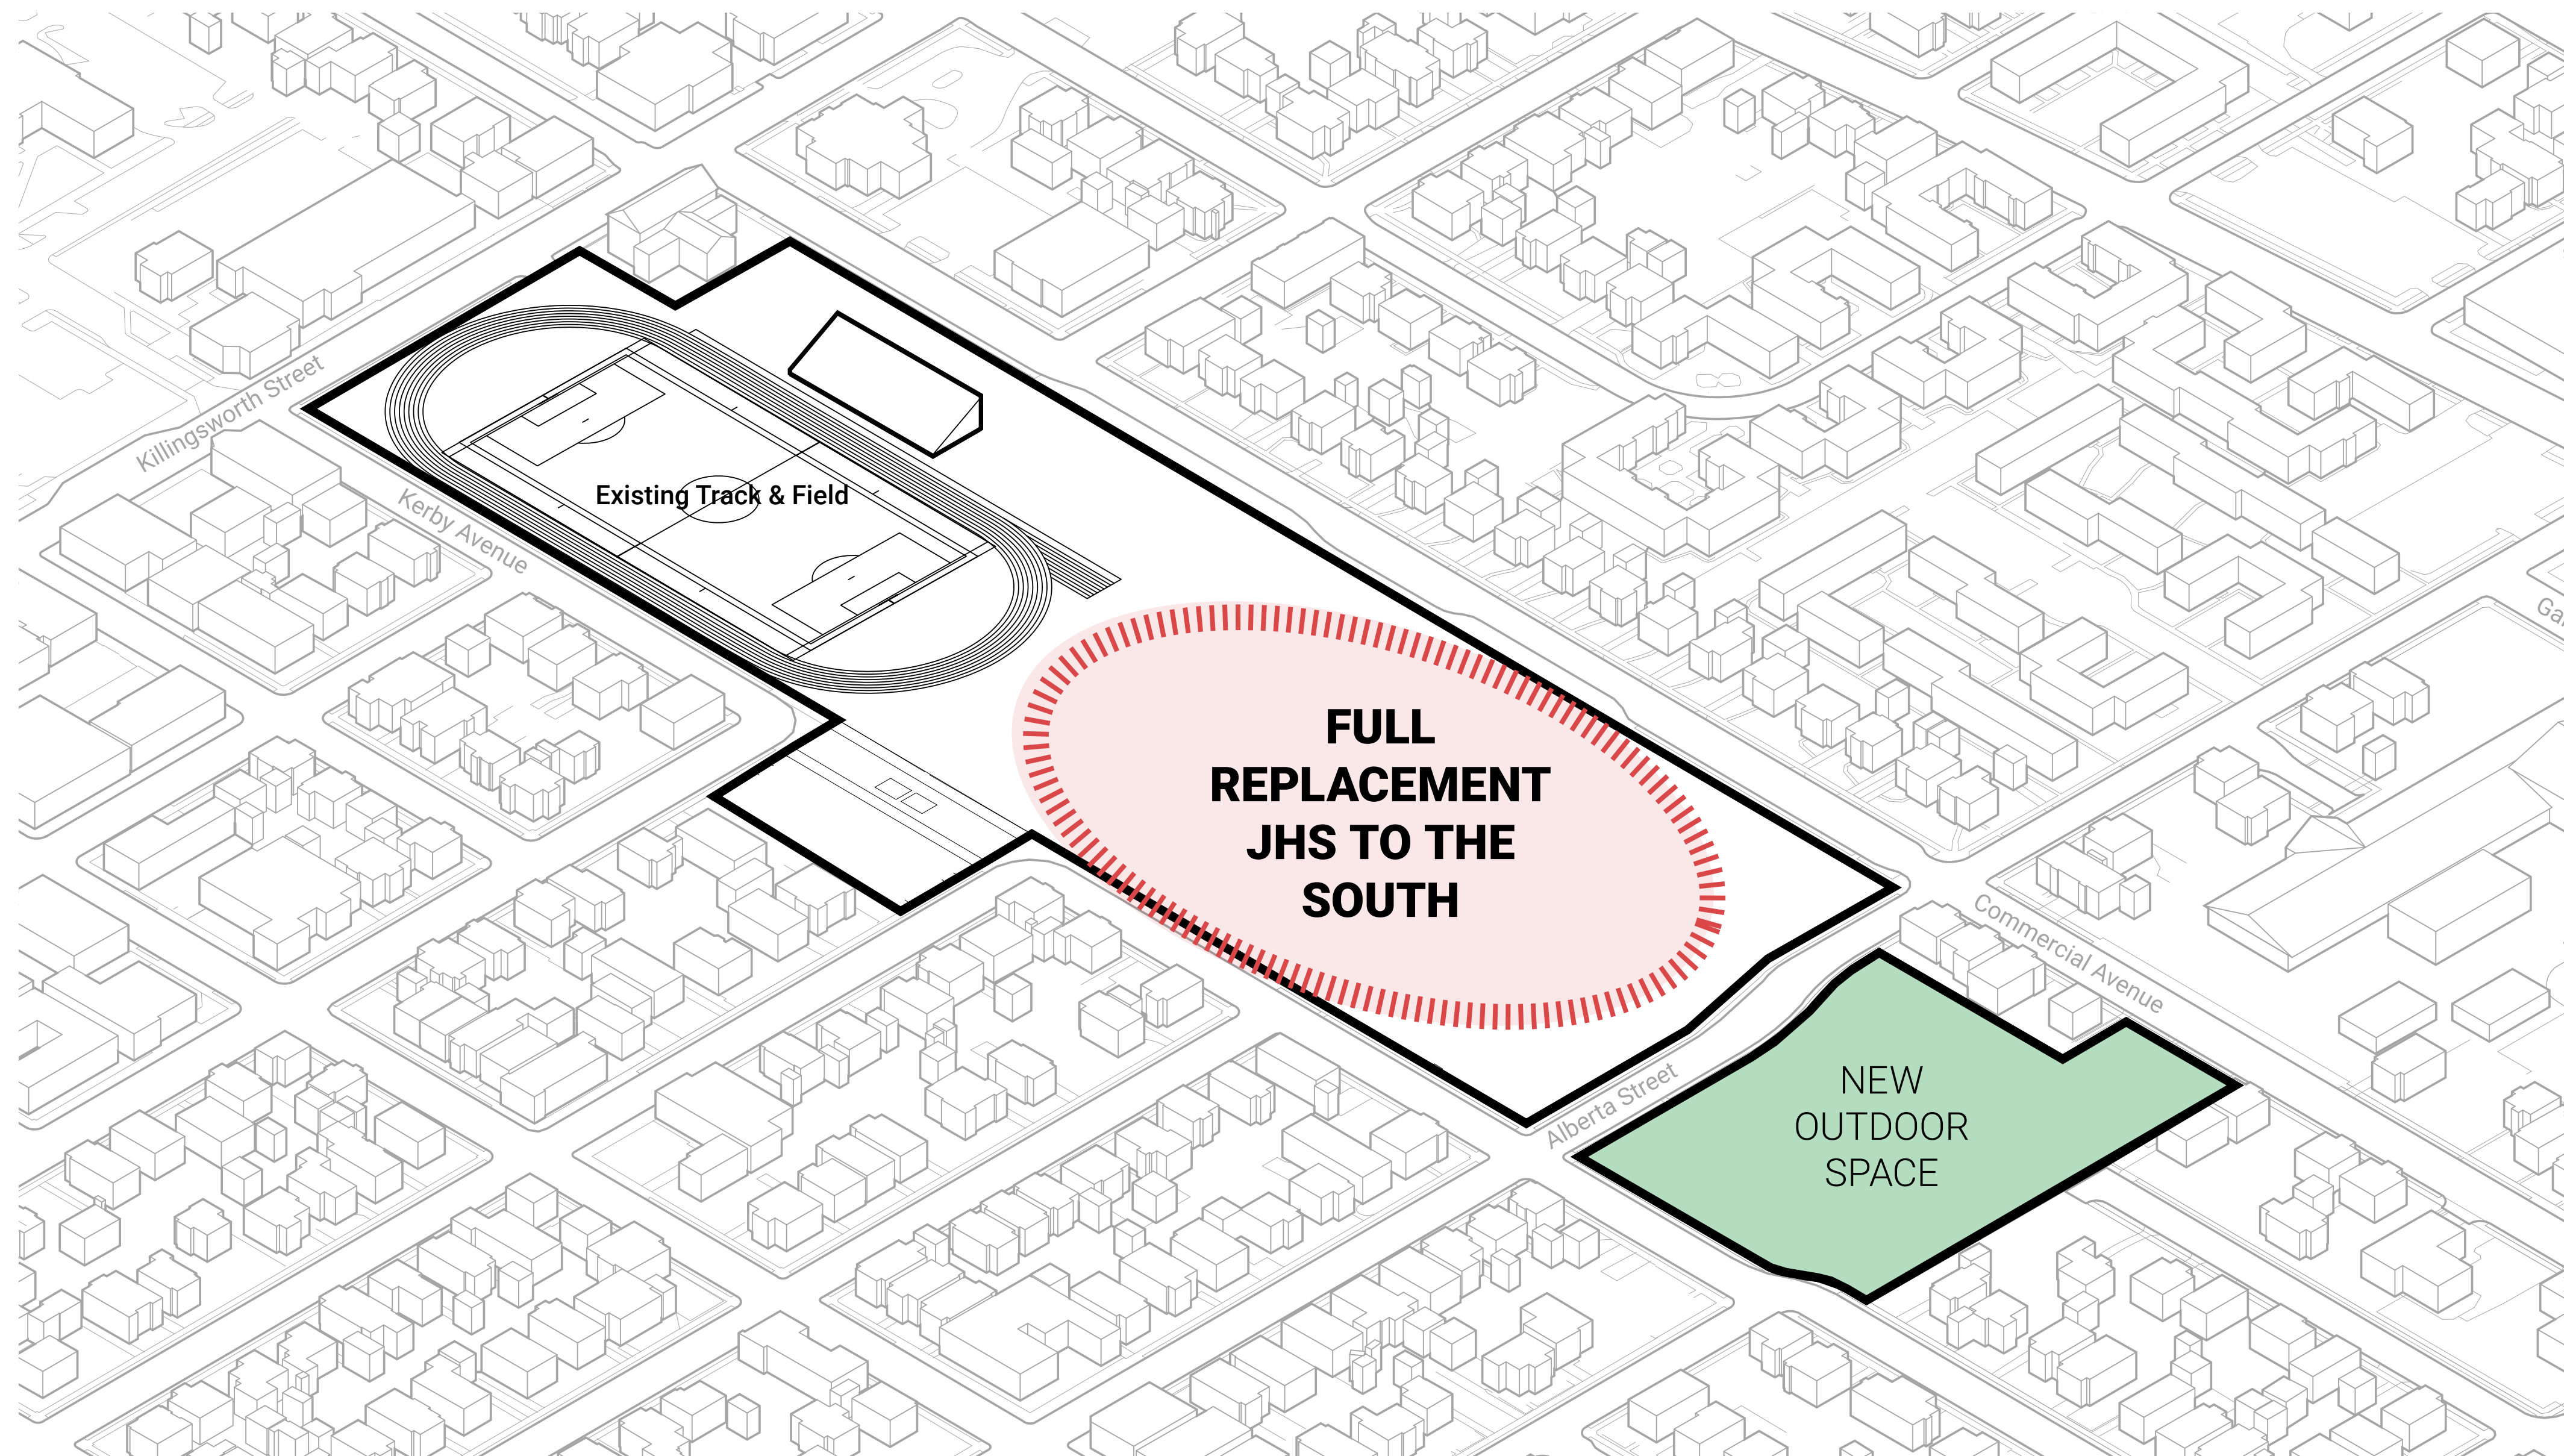 Killingsworth Street
Kerby Avenue
Existing Track & Field
FULL
REPLACEMENT
JHS TO THE
SOUTH
Commercial Avenue
Alberta Street
NEW
OUTDOOR
SPACE